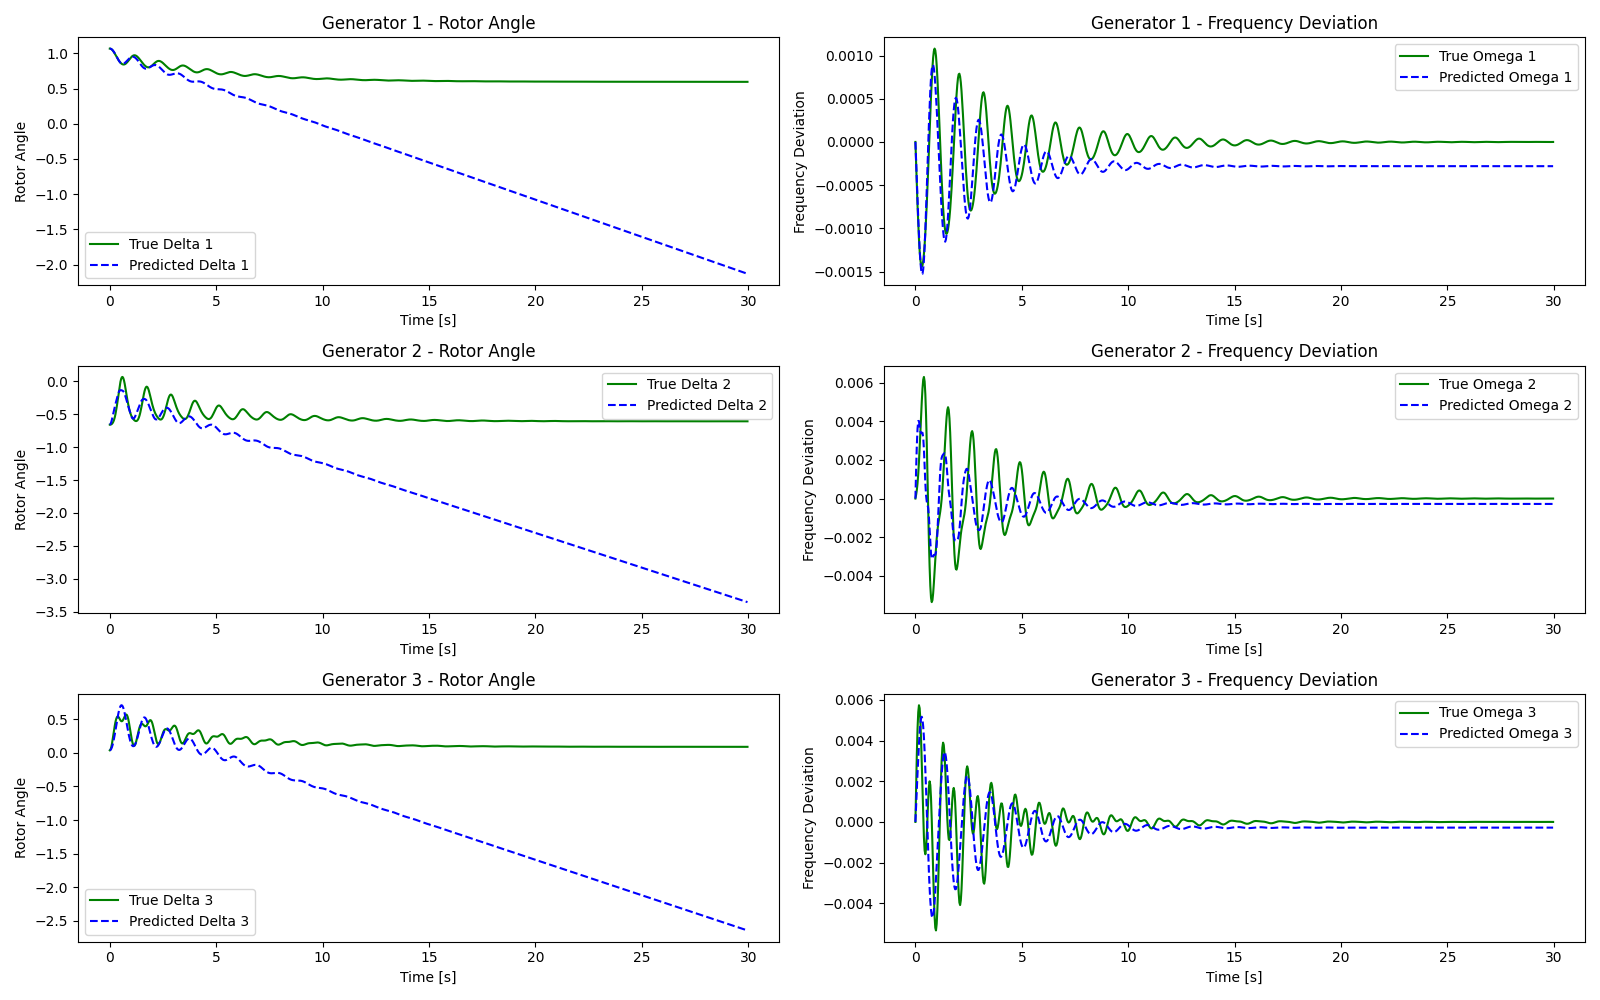 Generator 1 - Rotor Angle
Rotor Angle
1.0
0.5
0.0
−0.5
−1.0
−1.5
−2.0
True Delta 1
Predicted Delta 1
0 5 10 15 20 25 30
Time [s]
Generator 1 - Frequency Deviation
Frequency Deviation
0.0010
0.0005
0.0000
−0.0005
−0.0010
−0.0015
True Omega 1
Predicted Omega 1
0 5 10 15 20 25 30
Time [s]
Generator 2 - Rotor Angle
Rotor Angle
0.0
−0.5
−1.0
−1.5
−2.0
−2.5
−3.0
−3.5
True Delta 2
Predicted Delta 2
0 5 10 15 20 25 30
Time [s]
Generator 2 - Frequency Deviation
Frequency Deviation
0.006
0.004
0.002
0.000
−0.002
−0.004
True Omega 2
Predicted Omega 2
0 5 10 15 20 25 30
Time [s]
Generator 3 - Rotor Angle
Rotor Angle
0.5
0.0
−0.5
−1.0
−1.5
−2.0
−2.5
True Delta 3
Predicted Delta 3
0 5 10 15 20 25 30
Time [s]
Generator 3 - Frequency Deviation
Frequency Deviation
0.006
0.004
0.002
0.000
−0.002
−0.004
True Omega 3
Predicted Omega 3
0 5 10 15 20 25 30
Time [s]